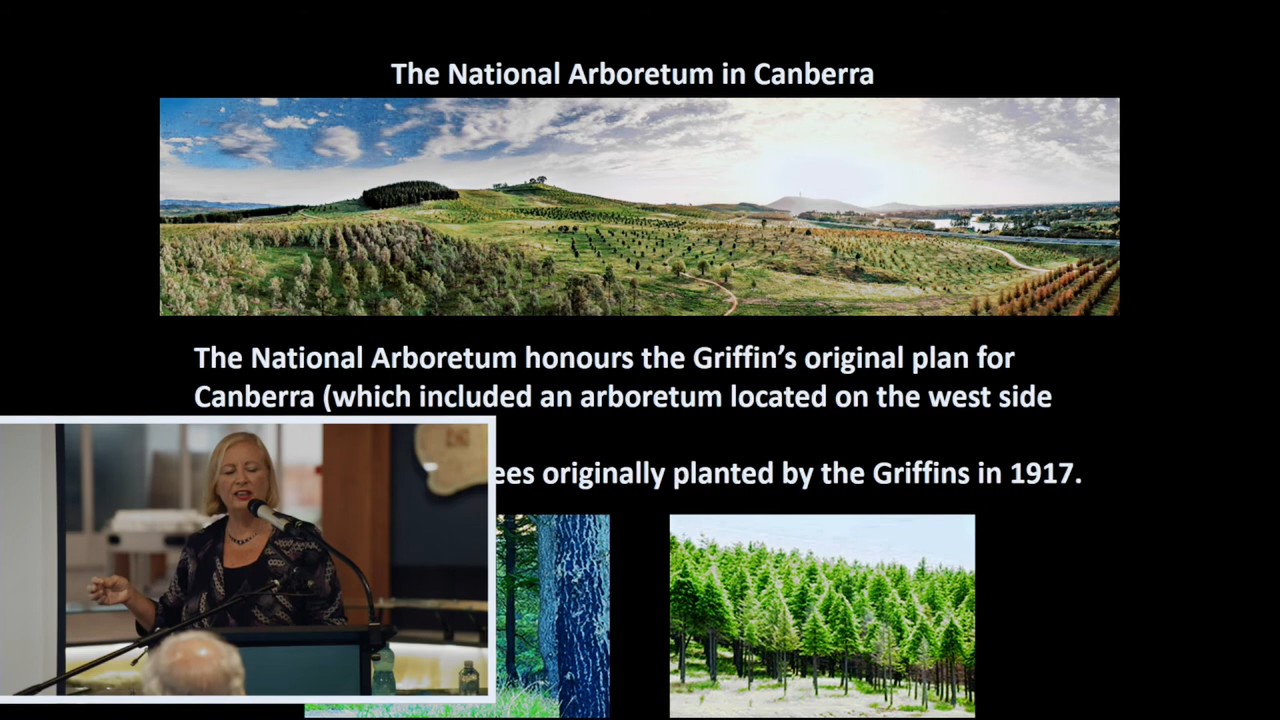 The National Arboretum in Canberra
The National Arboretum honours the Griffin's original plan for
Canberra (which included an arboretum located on the west side
ees originally planted by the Griffins in 1917.